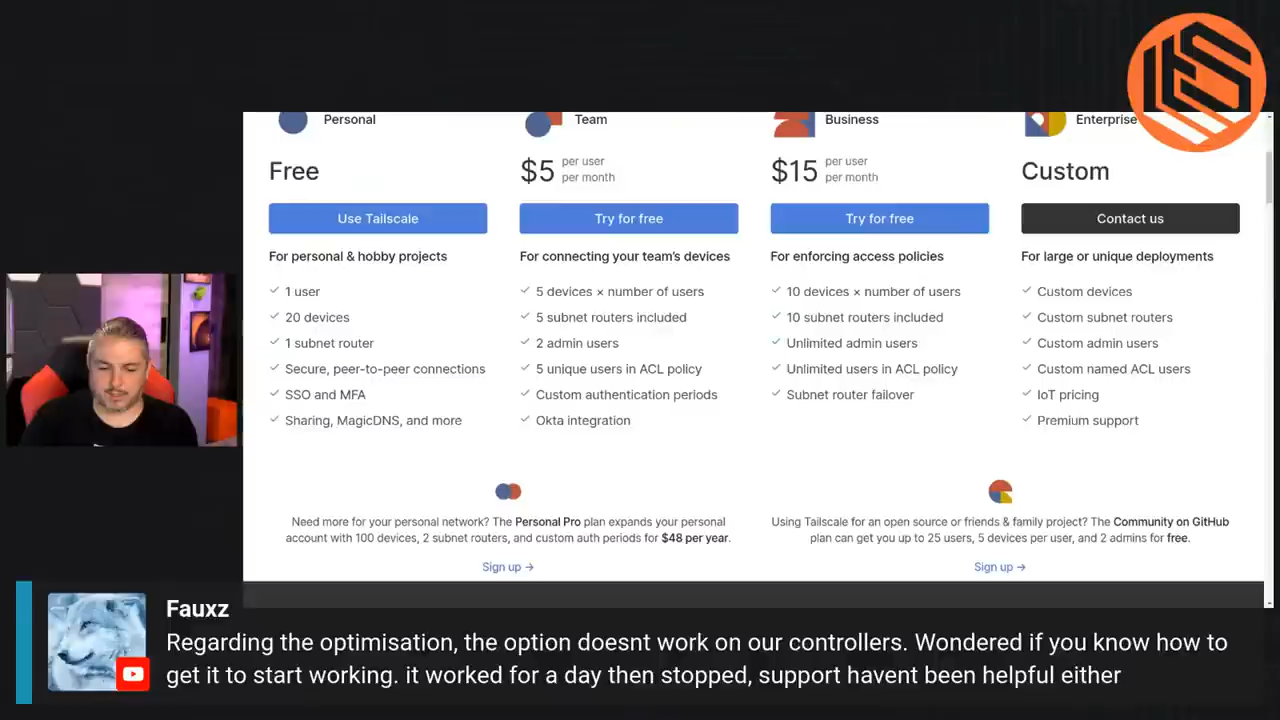 Personal
Free
Use Tailscale
For personal & hobby projects
1 user
20 devices
1 subnet router
Secure, peer-to-peer connections
SSO and MFA
Sharing, MagicDNS, and more
Team
$5 per user
per month
Try for free
For connecting your team's devices
5 devices × number of users
5 subnet routers included
2 admin users
5 unique users in ACL policy
Custom authentication periods
Okta integration
Business
$15 per user
per month
Try for free
For enforcing access policies
10 devices × number of users
10 subnet routers included
Unlimited admin users
Unlimited users in ACL policy
Subnet router failover
Enterprise
Custom
Contact us
For large or unique deployments
Custom devices
Custom subnet routers
Custom admin users
Custom named ACL users
IoT pricing
Premium support
Need more for your personal network? The Personal Pro plan expands your personal
account with 100 devices, 2 subnet routers, and custom auth periods for $48 per year.
Sign up →
Using Tailscale for an open source or friends & family project? The Community on GitHub
plan can get you up to 25 users, 5 devices per user, and 2 admins for free.
Sign up →
Fauxz
Regarding the optimisation, the option doesnt work on our controllers. Wondered if you know how to
get it to start working. it worked for a day then stopped, support havent been helpful either